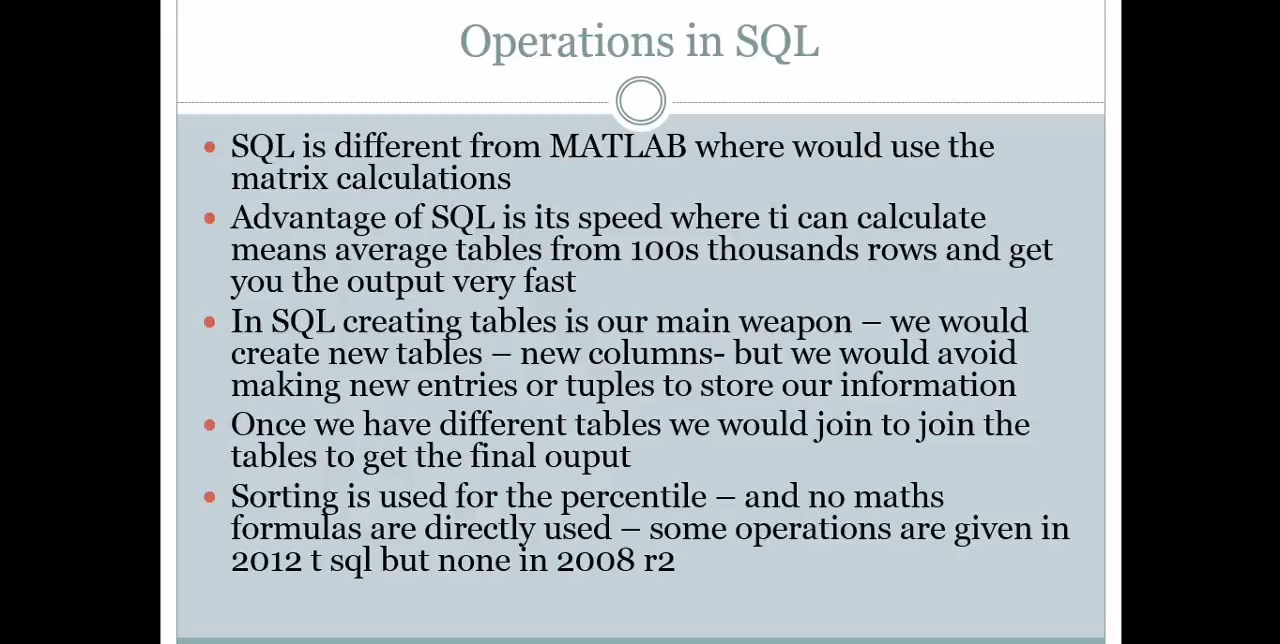 Operations in SQL
• SQL is different from MATLAB where would use the
matrix calculations
• Advantage of SQL is its speed where ti can calculate
means average tables from 100s thousands rows and get
you the output very fast
• In SQL creating tables is our main weapon – we would
create new tables – new columns- but we would avoid
making new entries or tuples to store our information
• Once we have different tables we would join to join the
tables to get the final ouput
• Sorting is used for the percentile – and no maths
formulas are directly used – some operations are given in
2012 t sql but none in 2008 r2